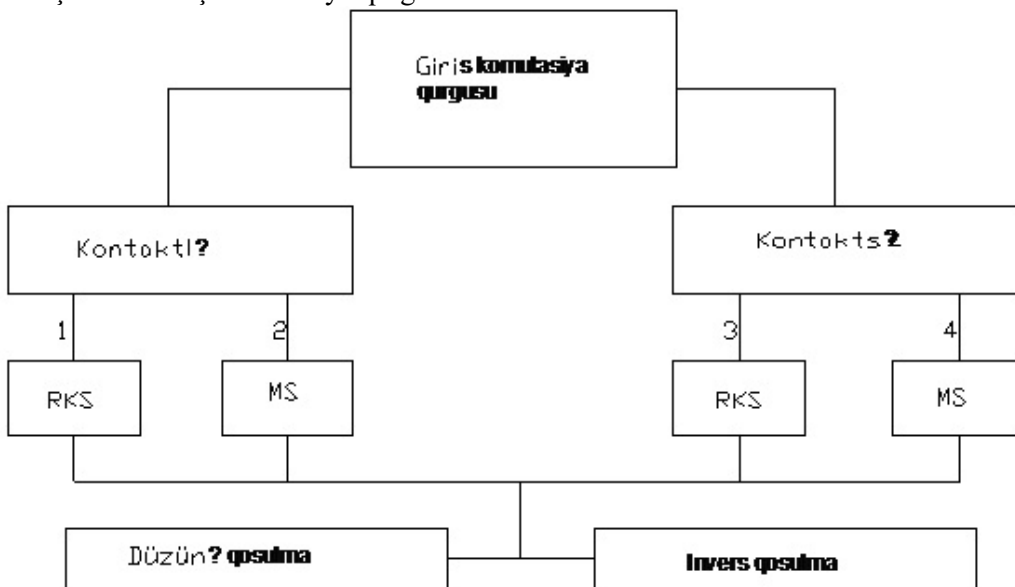 Giris komutasiya
qurgusu
Kontaktl?
Kontakts?
1
2
3
4
RKS
MS
RKS
MS
Düzün? qosulma
Invers qosulma